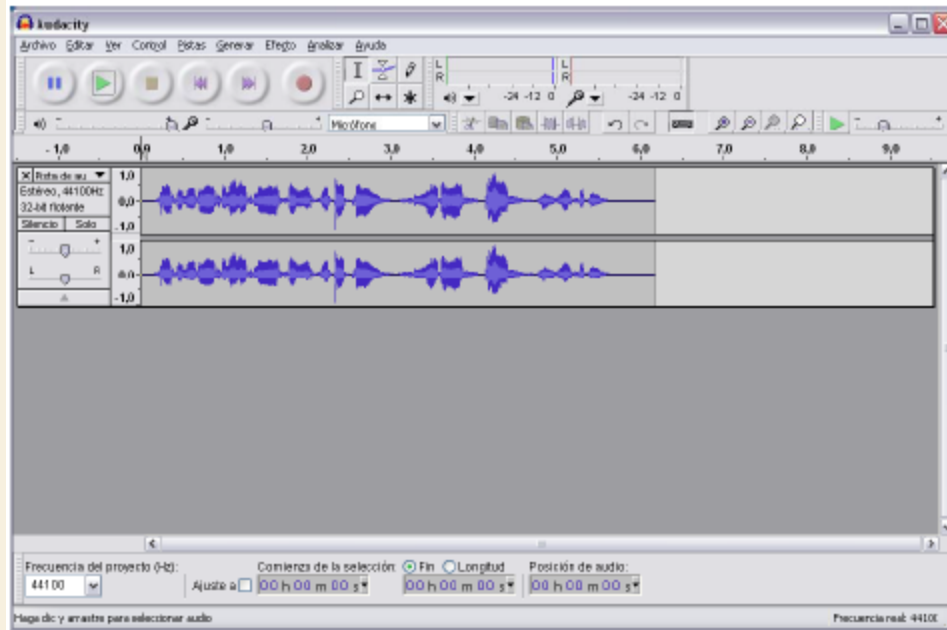 Audacity
Archivo Editar Ver Control Pistas Generar Efecto Analizar Ayuda
L
R
L
R
-24 -12 0
-24 -12 0
Micrófono
- 1,0 0,0 1,0 2,0 3,0 4,0 5,0 6,0 7,0 8,0 9,0
X Pista de au
Estéreo, 44100Hz
32-bit flotante
Silencio Solo
- +
L R
1,0
0,0
-1,0
1,0
0,0
-1,0
Frecuencia del proyecto (Hz):
44100
Ajuste a
Comienzo de la selección: Fin Longitud
00 h 00 m 00 s
00 h 00 m 00 s
Posición de audio:
00 h 00 m 00 s
Haga clic y arrastre para seleccionar audio
Frecuencia real: 4410